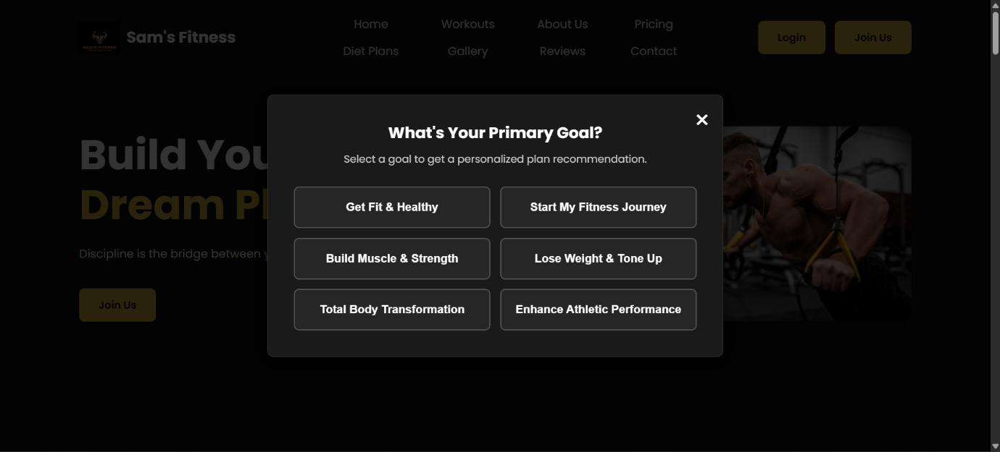 Sam's Fitness
Home Workouts About Us Pricing
Diet Plans Gallery Reviews Contact
Login Join Us
What's Your Primary Goal?
Select a goal to get a personalized plan recommendation.
Get Fit & Healthy Start My Fitness Journey
Build Muscle & Strength Lose Weight & Tone Up
Total Body Transformation Enhance Athletic Performance
Build You
Dream P
Discipline is the bridge between
Join Us